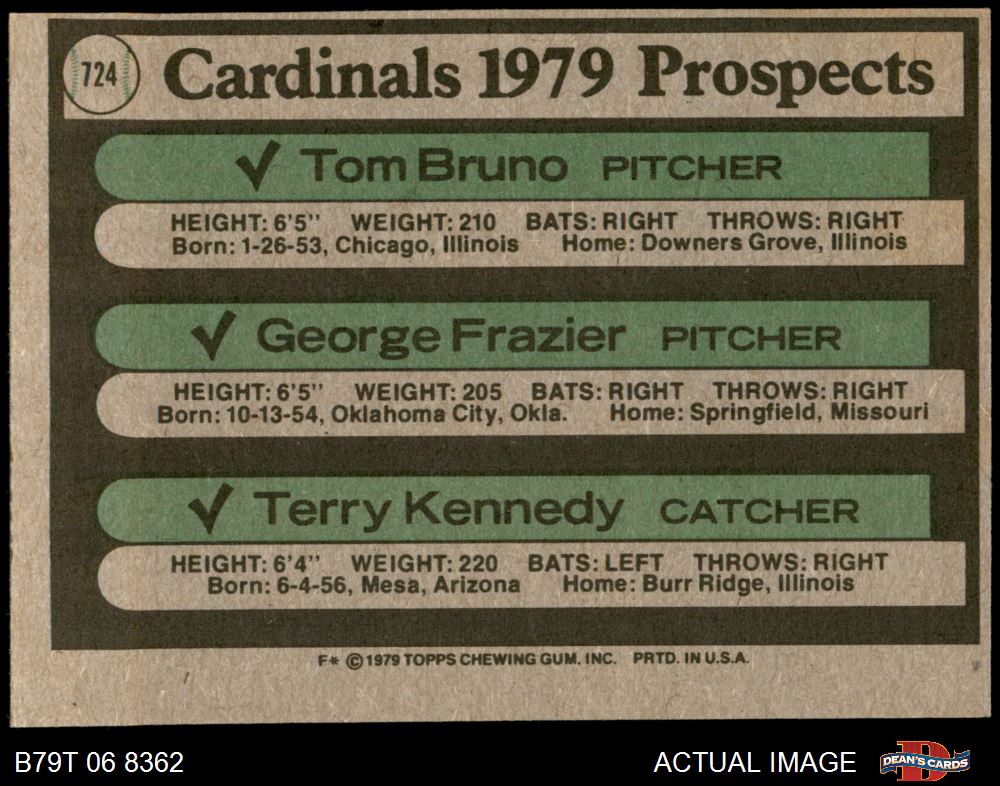 724 Cardinals 1979 Prospects
Tom Bruno PITCHER
HEIGHT: 6'5" WEIGHT: 210 BATS: RIGHT THROWS: RIGHT
Born: 1-26-53, Chicago, Illinois Home: Downers Grove, Illinois
George Frazier PITCHER
HEIGHT: 6'5" WEIGHT: 205 BATS: RIGHT THROWS: RIGHT
Born: 10-13-54, Oklahoma City, Okla. Home: Springfield, Missouri
Terry Kennedy CATCHER
HEIGHT: 6'4" WEIGHT: 220 BATS: LEFT THROWS: RIGHT
Born: 6-4-56, Mesa, Arizona Home: Burr Ridge, Illinois
F* © 1979 TOPPS CHEWING GUM. INC. PRTD. IN U.S.A.
B79T 06 8362 ACTUAL IMAGE D DEAN'S CARDS